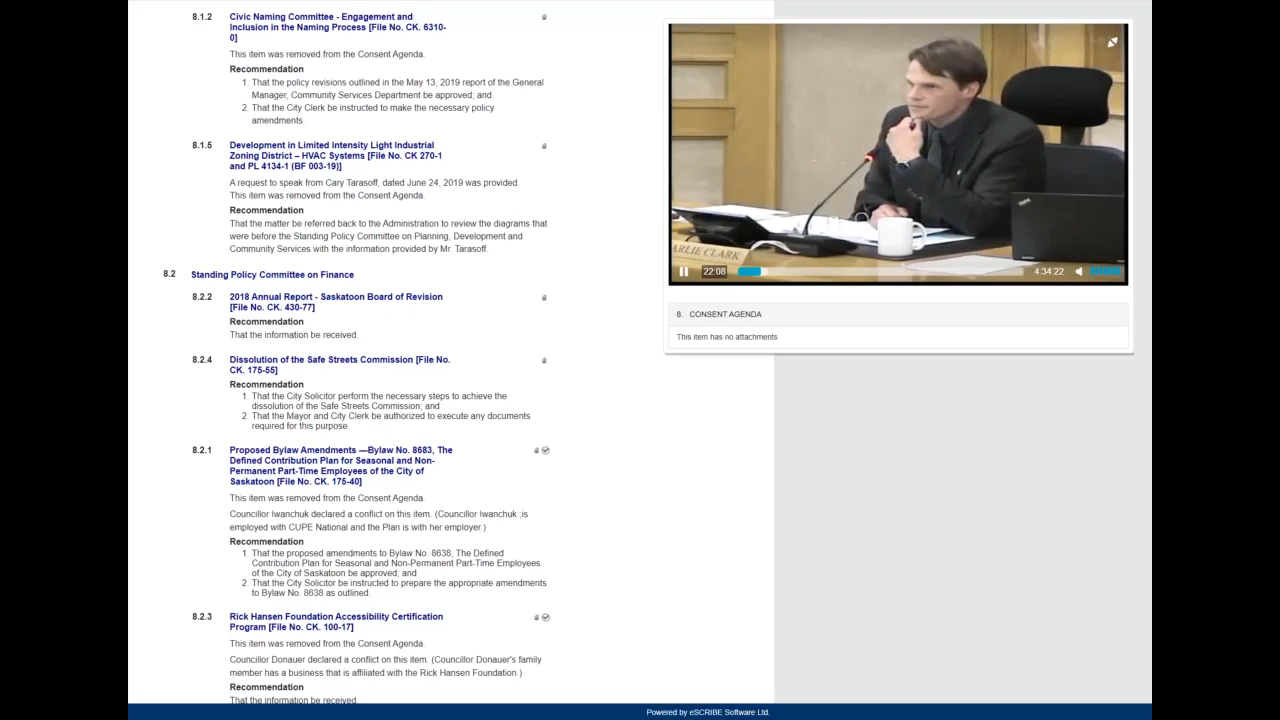 8.1.2 Civic Naming Committee - Engagement and
Inclusion in the Naming Process [File No. CK. 6310-
0]
This item was removed from the Consent Agenda.
Recommendation
1. That the policy revisions outlined in the May 13, 2019 report of the General
Manager, Community Services Department be approved; and
2. That the City Clerk be instructed to make the necessary policy
amendments.
8.1.5 Development in Limited Intensity Light Industrial
Zoning District – HVAC Systems [File No. CK 270-1
and PL 4134-1 (BF 003-19)]
A request to speak from Cary Tarasoff, dated June 24, 2019 was provided.
This item was removed from the Consent Agenda.
Recommendation
That the matter be referred back to the Administration to review the diagrams that
were before the Standing Policy Committee on Planning, Development and
Community Services with the information provided by Mr. Tarasoff.
8.2 Standing Policy Committee on Finance
8.2.2 2018 Annual Report - Saskatoon Board of Revision
[File No. CK. 430-77]
Recommendation
That the information be received.
8.2.4 Dissolution of the Safe Streets Commission [File No.
CK. 175-55]
Recommendation
1. That the City Solicitor perform the necessary steps to achieve the
dissolution of the Safe Streets Commission; and
2. That the Mayor and City Clerk be authorized to execute any documents
required for this purpose.
8.2.1 Proposed Bylaw Amendments —Bylaw No. 8683, The
Defined Contribution Plan for Seasonal and Non-
Permanent Part-Time Employees of the City of
Saskatoon [File No. CK. 175-40]
This item was removed from the Consent Agenda.
Councillor Iwanchuk declared a conflict on this item. (Councillor Iwanchuk ;is
employed with CUPE National and the Plan is with her employer.)
Recommendation
1. That the proposed amendments to Bylaw No. 8638, The Defined
Contribution Plan for Seasonal and Non-Permanent Part-Time Employees
of the City of Saskatoon be approved; and
2. That the City Solicitor be instructed to prepare the appropriate amendments
to Bylaw No. 8638 as outlined.
8.2.3 Rick Hansen Foundation Accessibility Certification
Program [File No. CK. 100-17]
This item was removed from the Consent Agenda.
Councillor Donauer declared a conflict on this item. (Councillor Donauer's family
member has a business that is affiliated with the Rick Hansen Foundation.)
Recommendation
That the information be received.
ARLIE CLARK
22:08
4:34:22
8. CONSENT AGENDA
This item has no attachments
Powered by eSCRIBE Software Ltd.